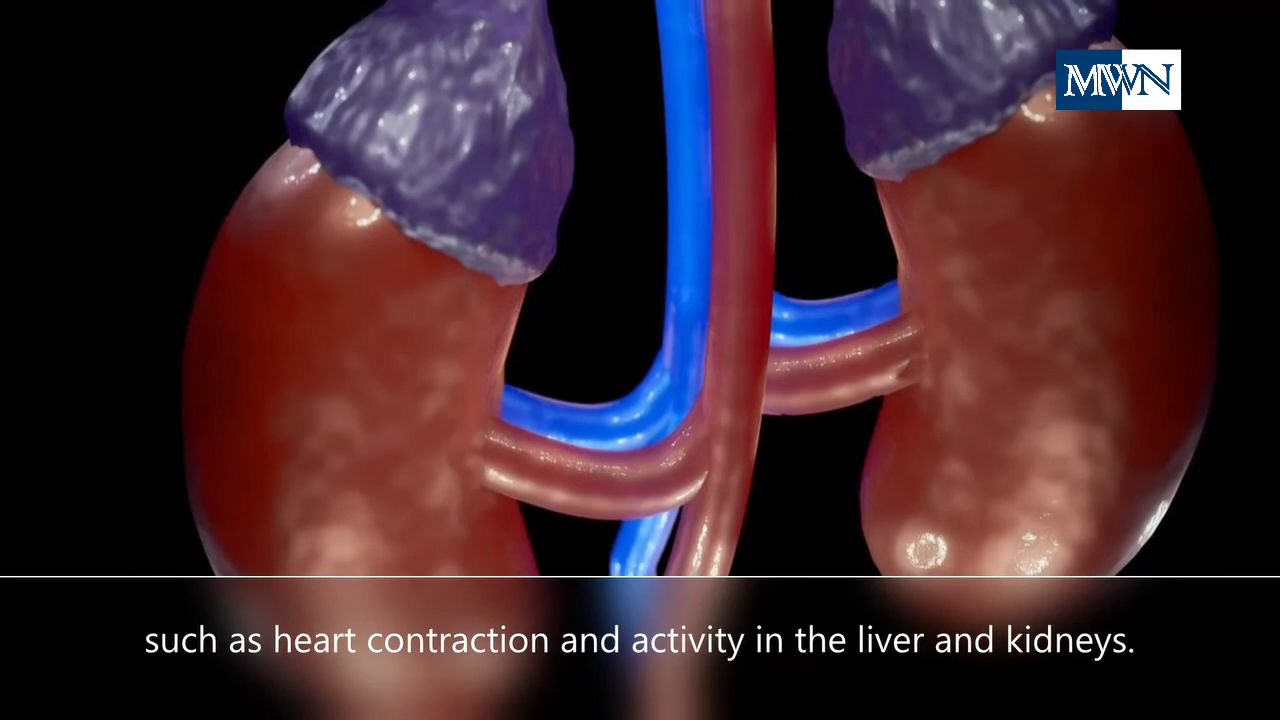 MWN
such as heart contraction and activity in the liver and kidneys.